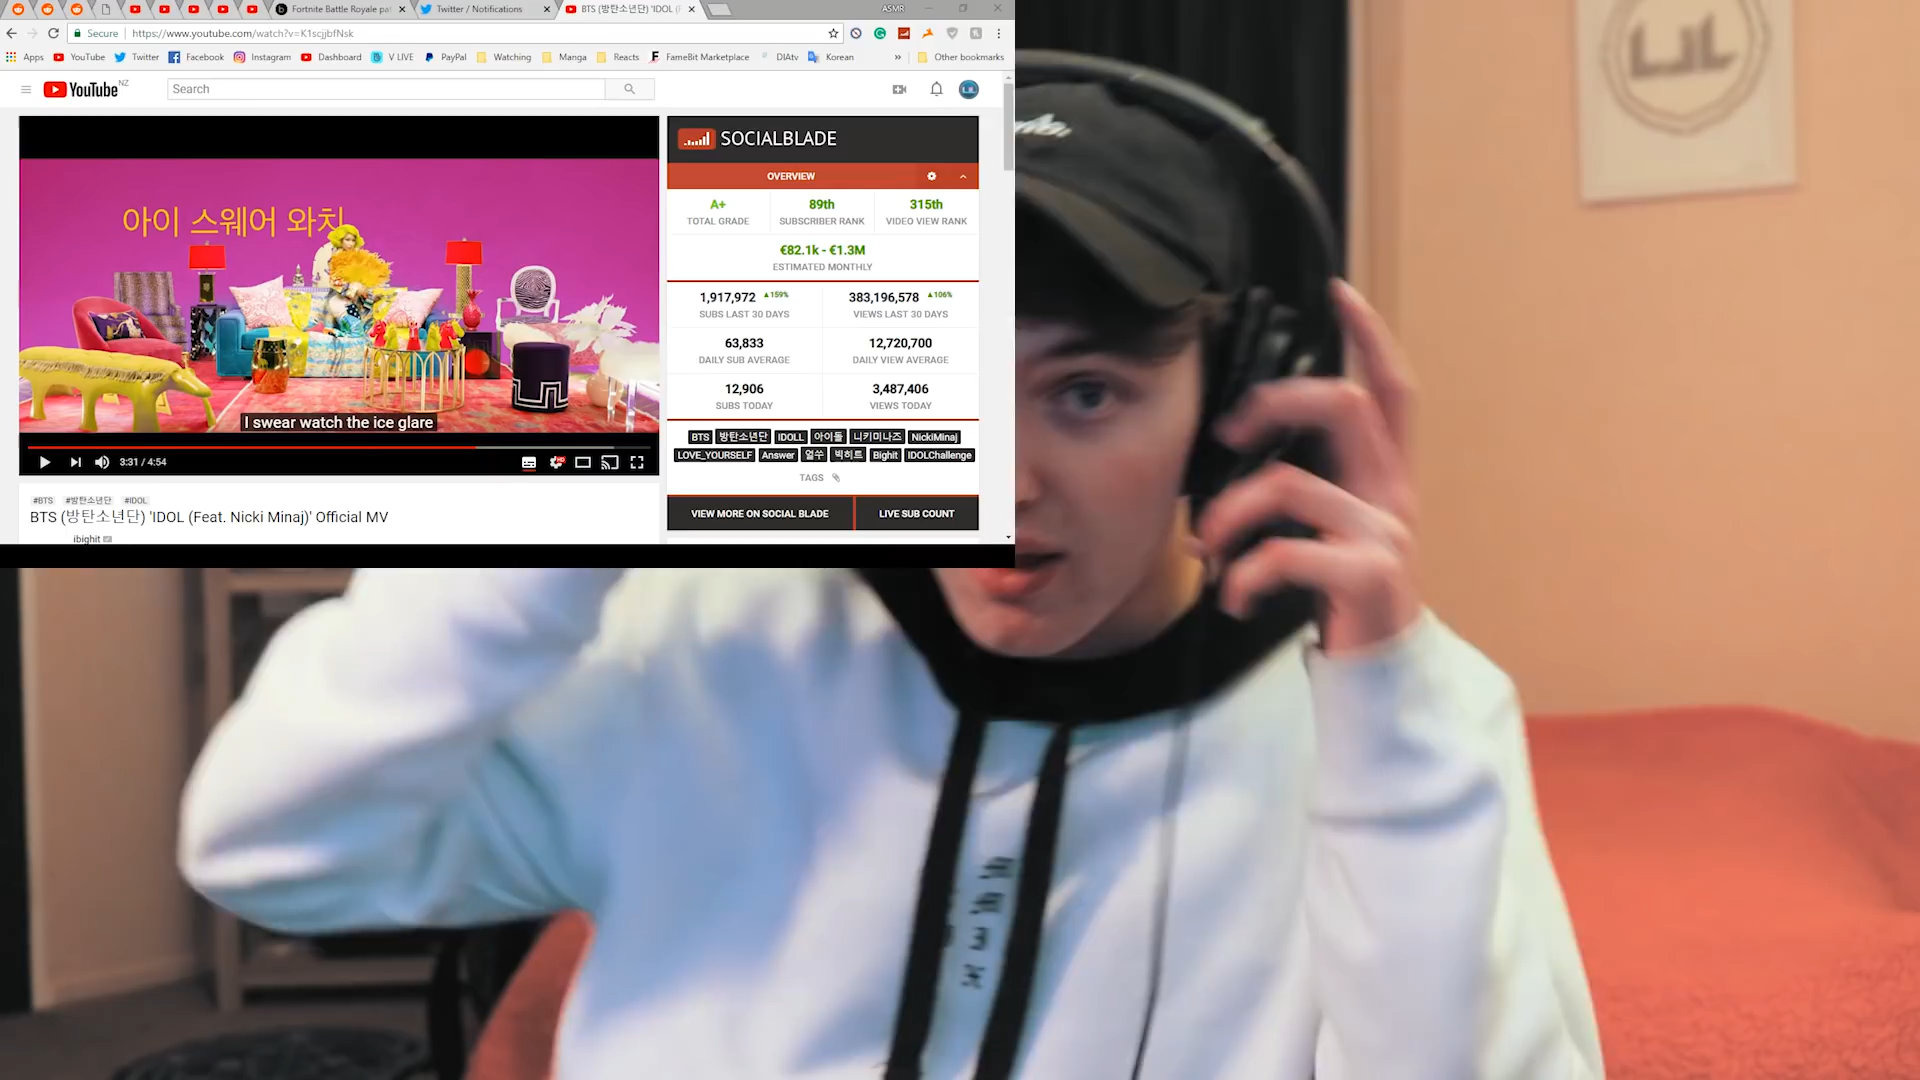 Fortnite Battle Royale pa
Twitter / Notifications
BTS (방탄소년단) 'IDOL (F
ASMR
Secure
https://www.youtube.com/watch?v=K1scjjbfNsk
Apps
YouTube
Twitter
Facebook
Instagram
Dashboard
V LIVE
PayPal
Watching
Manga
Reacts
FameBit Marketplace
DIAtv
Korean
»
Other bookmarks
YouTube NZ
Search
SOCIALBLADE
OVERVIEW
A+
TOTAL GRADE
89th
SUBSCRIBER RANK
315th
VIDEO VIEW RANK
€82.1k - €1.3M
ESTIMATED MONTHLY
1,917,972 ▲159%
SUBS LAST 30 DAYS
383,196,578 ▲106%
VIEWS LAST 30 DAYS
63,833
DAILY SUB AVERAGE
12,720,700
DAILY VIEW AVERAGE
12,906
SUBS TODAY
3,487,406
VIEWS TODAY
BTS 방탄소년단 IDOLL 아이돌 니키미나즈 NickiMinaj
LOVE_YOURSELF Answer 얼쑤 빅히트 Bighit IDOLChallenge
TAGS
VIEW MORE ON SOCIAL BLADE
LIVE SUB COUNT
아이 스웨어 와치
I swear watch the ice glare
3:31 / 4:54
HD
#BTS #방탄소년단 #IDOL
BTS (방탄소년단) 'IDOL (Feat. Nicki Minaj)' Official MV
ibighit